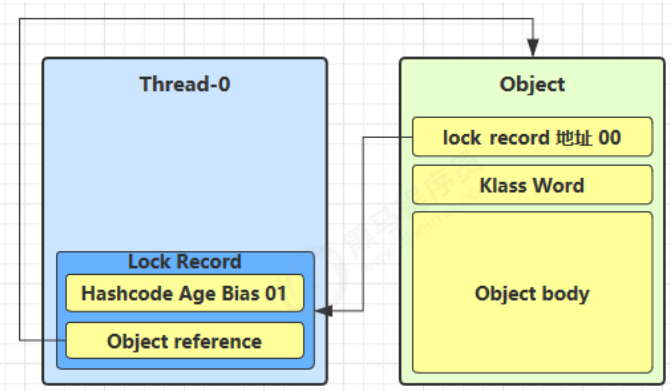 Thread-0
Lock Record
Hashcode Age Bias 01
Object reference
Object
lock record 地址 00
Klass Word
Object body